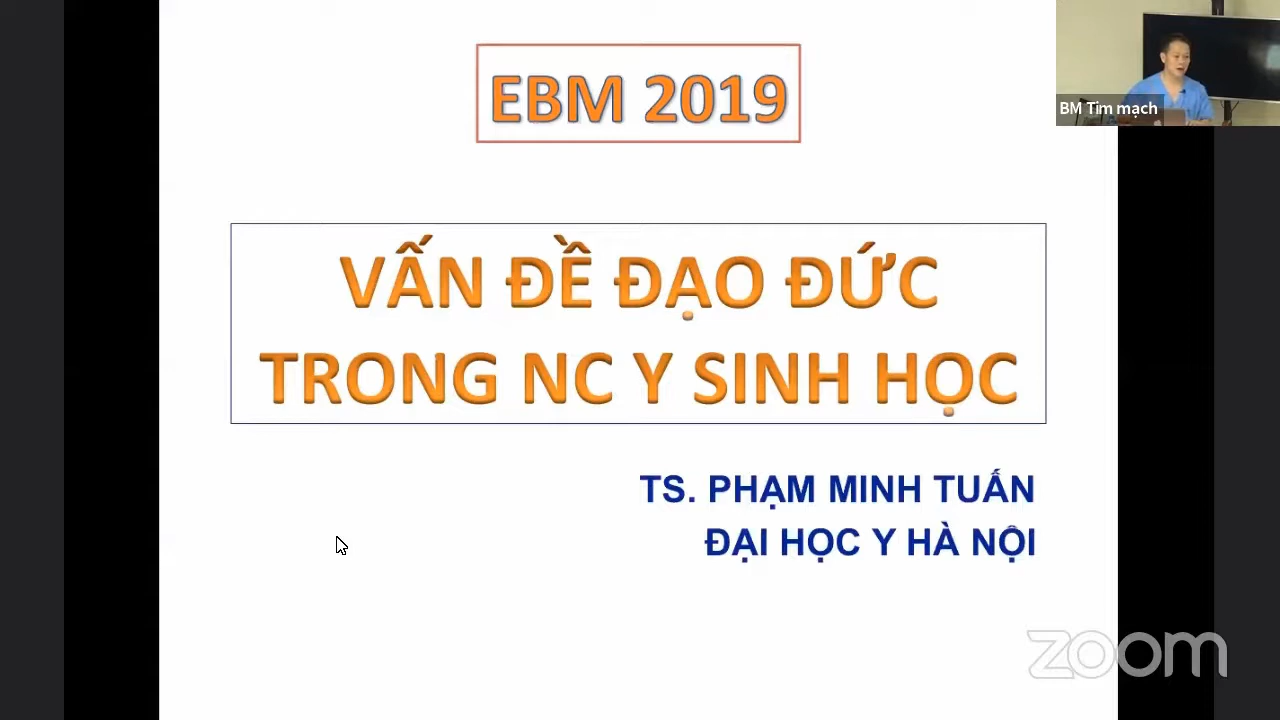 EBM 2019
BM Tim mạch
VẤN ĐỀ ĐẠO ĐỨC
TRONG NC Y SINH HỌC
TS. PHẠM MINH TUẤN
ĐẠI HỌC Y HÀ NỘI
zoom